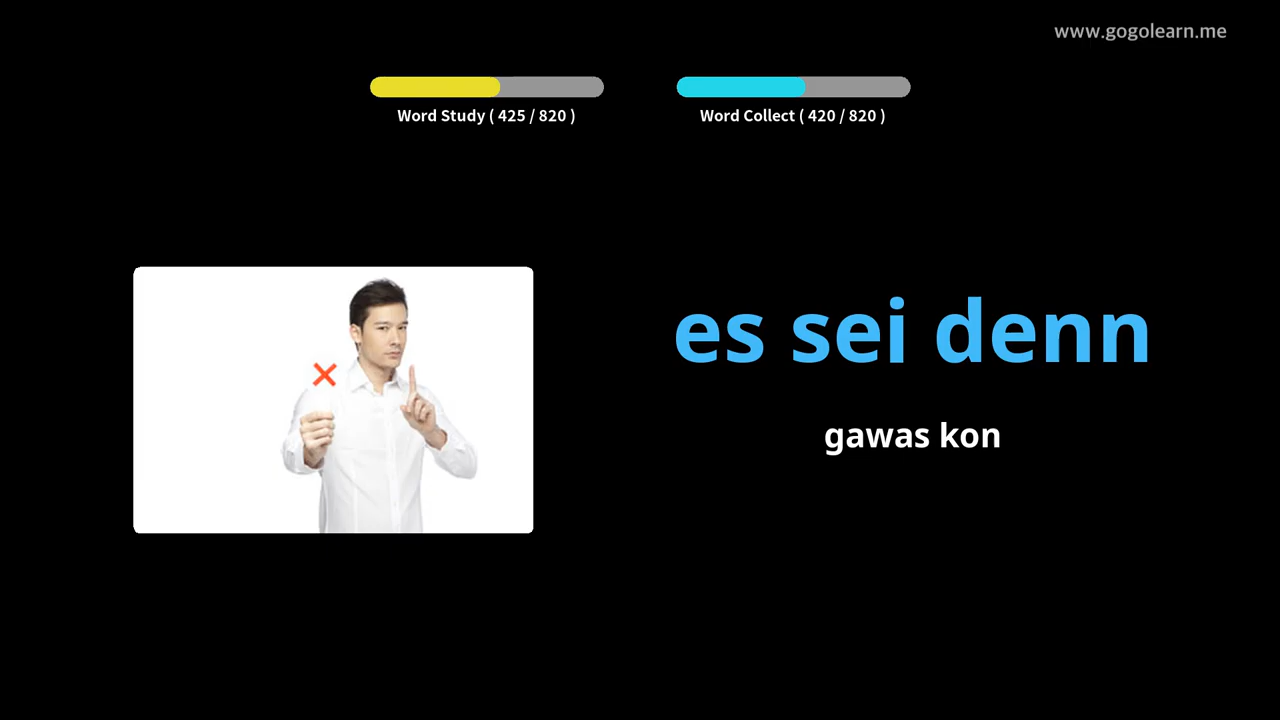 www.gogolearn.me
Word Study ( 425 / 820 )
Word Collect ( 420 / 820 )
es sei denn
gawas kon